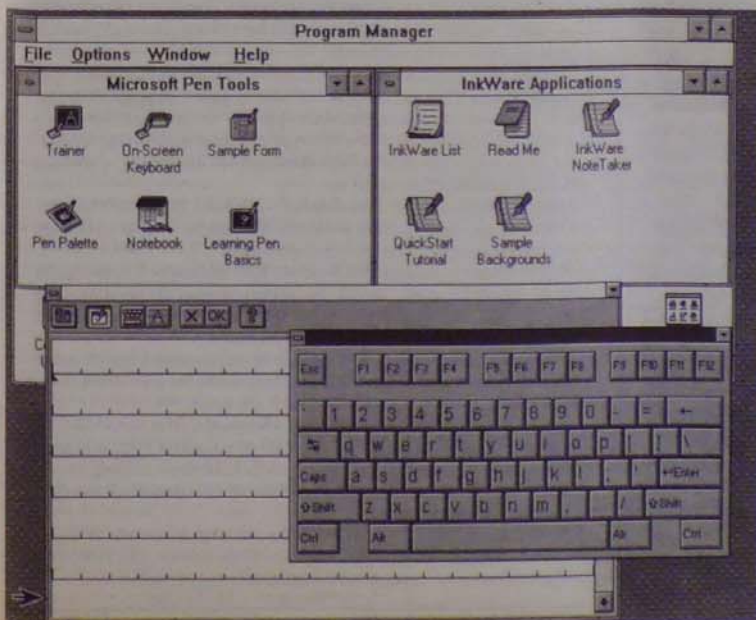 Program Manager
File Options Window Help
Microsoft Pen Tools
InkWare Applications
Trainer
On-Screen
Keyboard
Sample Form
Pen Palette
Notebook
Learning Pen
Basics
InkWare List
Read Me
InkWare
NoteTaker
QuickStart
Tutorial
Sample
Backgrounds
A X OK ?
Esc F1 F2 F3 F4 F5 F6 F7 F8 F9 F10 F11 F12
` 1 2 3 4 5 6 7 8 9 0 - = ←
q w e r t y u i o p [ ] \
Caps a s d f g h j k l ; ' Enter
Shift z x c v b n m , . / Shift
Ctrl Alt Alt Ctrl